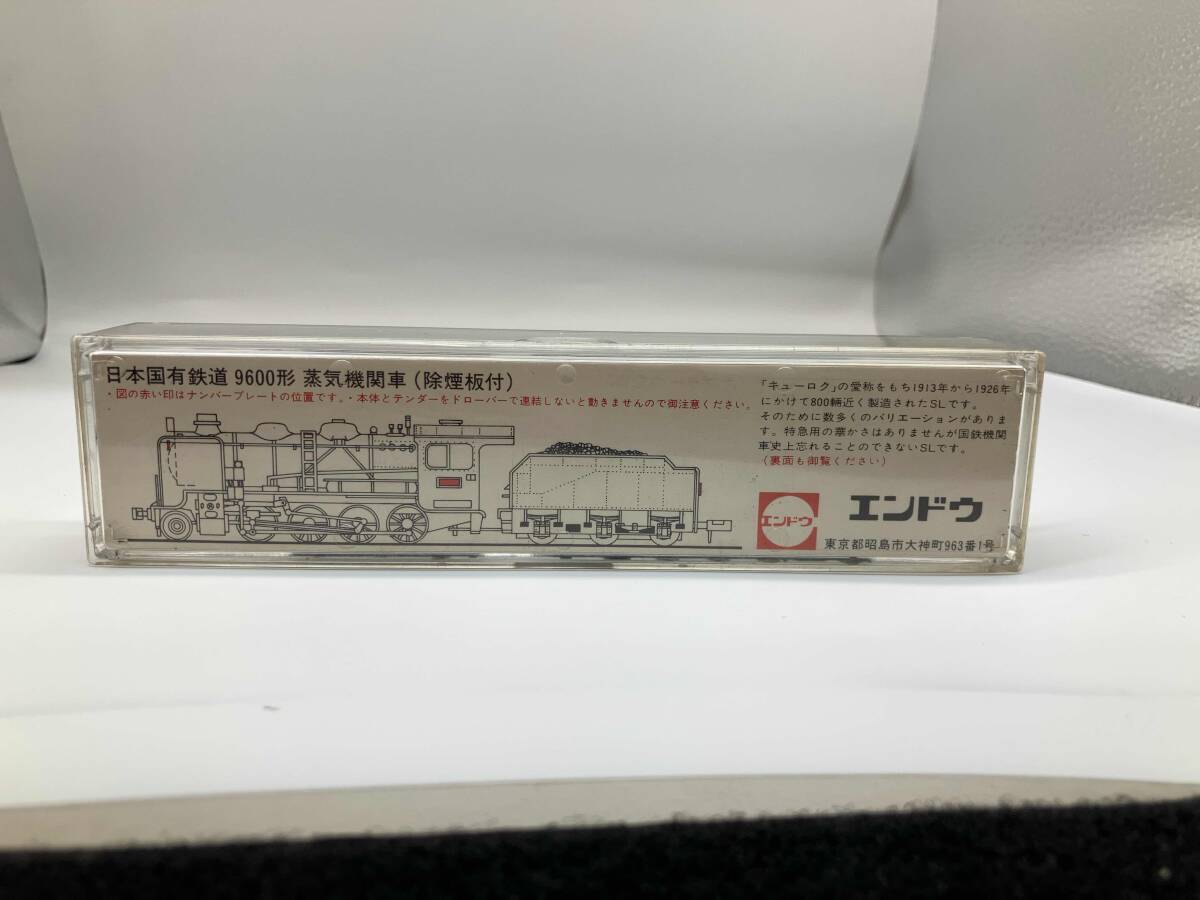 日本国有鉄道 9600形 蒸気機関車 (除煙板付)
・図の赤い印はナンバープレートの位置です。・本体とテンダーをドローバーで連結しないと動きませんので御注意ください。
「キューロク」の愛称をもち1913年から1926年
にかけて800輌近く製造されたSLです。
そのために数多くのバリエーションがありま
す。特急用の華かさはありませんが国鉄機関
車史上忘れることのできないSLです。
(裏面も御覧ください)
エンドウ
エンドウ
東京都昭島市大神町963番1号